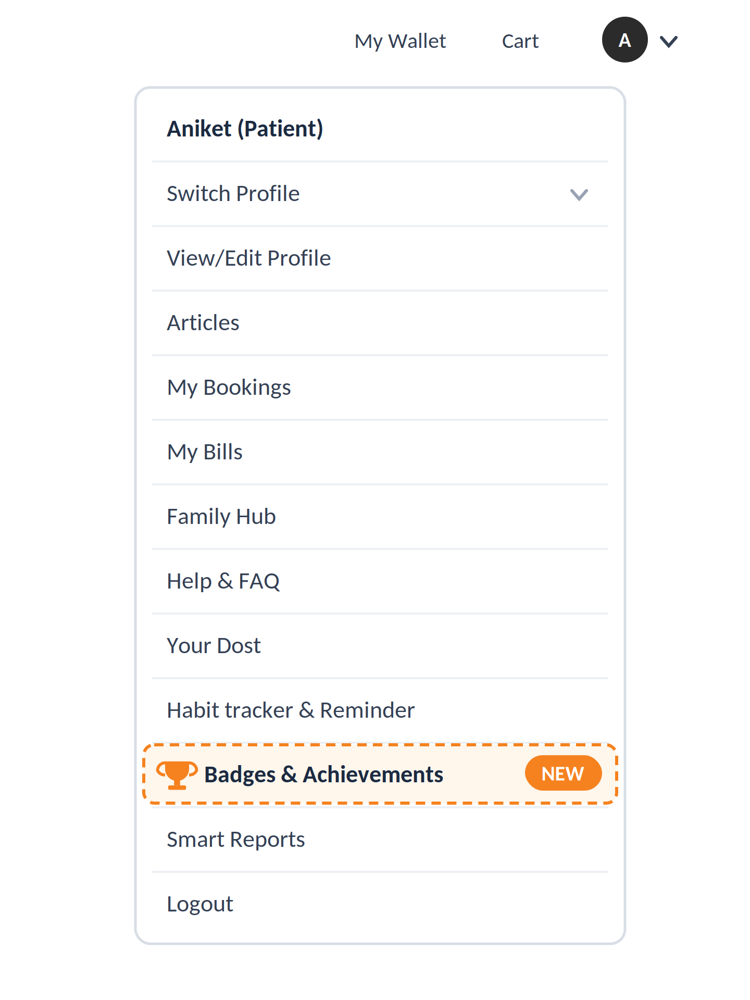 My Wallet Cart A
Aniket (Patient)
Switch Profile
View/Edit Profile
Articles
My Bookings
My Bills
Family Hub
Help & FAQ
Your Dost
Habit tracker & Reminder
Badges & Achievements NEW
Smart Reports
Logout